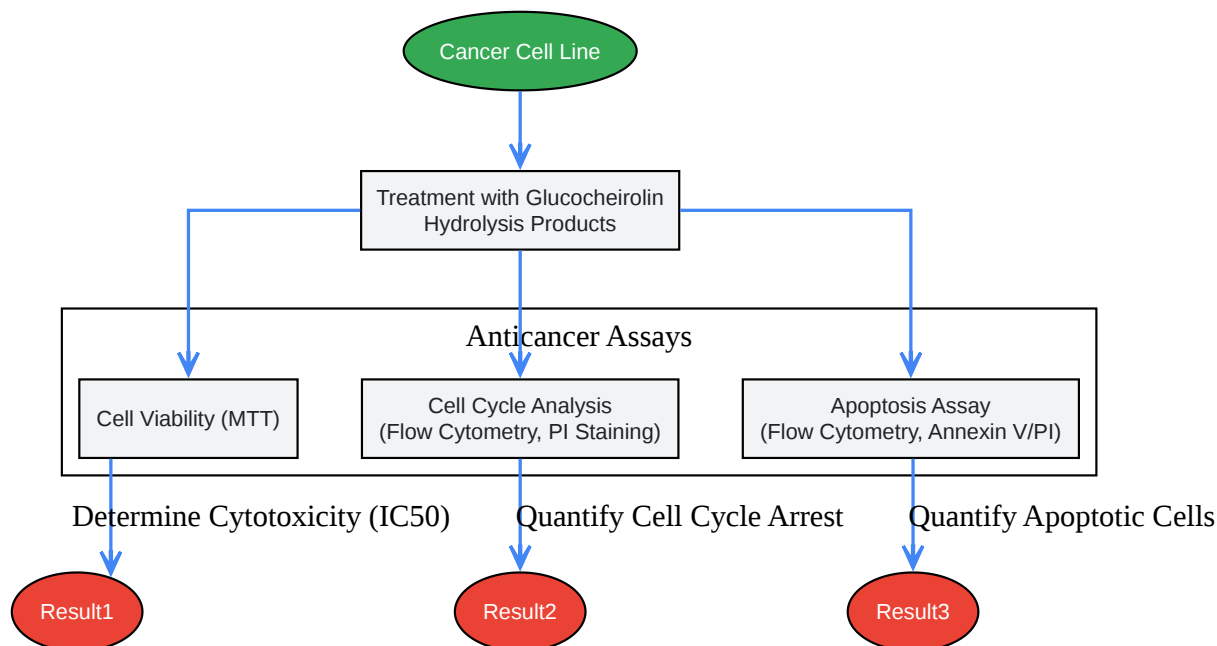 Cancer Cell Line
Treatment with Glucocheirolin
Hydrolysis Products
Anticancer Assays
Cell Viability (MTT)
Cell Cycle Analysis
(Flow Cytometry, PI Staining)
Apoptosis Assay
(Flow Cytometry, Annexin V/PI)
Determine Cytotoxicity (IC50)
Quantify Cell Cycle Arrest
Quantify Apoptotic Cells
Result1
Result2
Result3